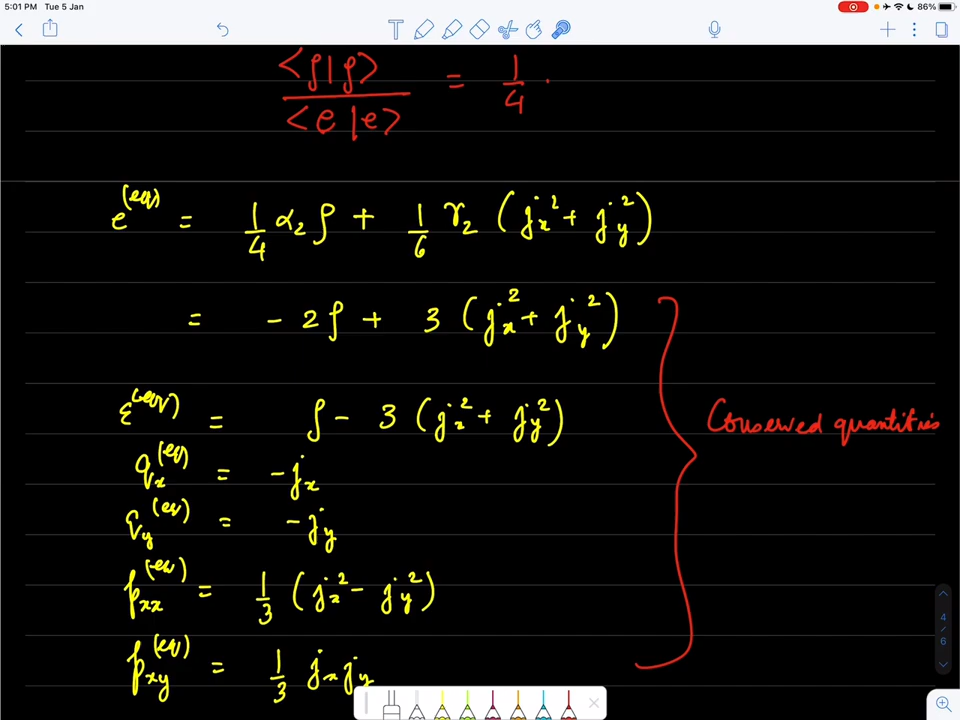 5:01 PM Tue 5 Jan 86%
<ρ|ρ> / <e|e> = 1/4 .
e^(eq) = 1/4 α₂ ρ + 1/6 γ₂ (jx² + jy²)
= - 2ρ + 3 (jx² + jy²)
ε^(eq) = ρ - 3 (jx² + jy²)
Conserved quantities
qx^(eq) = -jx
qy^(eq) = -jy
pxx^(eq) = 1/3 (jx² - jy²)
pxy^(eq) = 1/3 jx jy
4
/
6